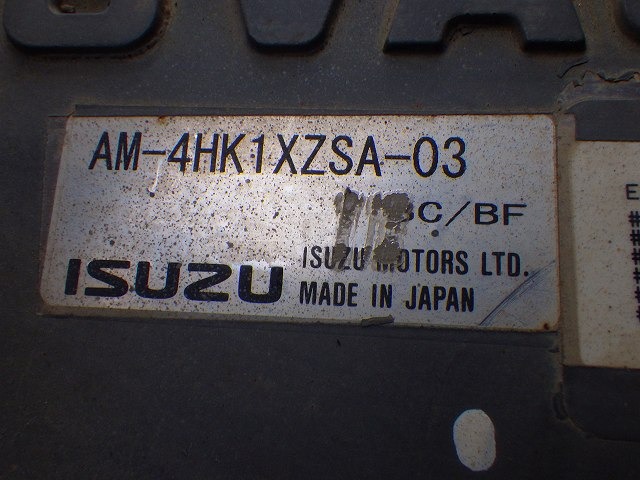 AM-4HK1XZSA-03
C/BF
ISUZU
ISUZU MOTORS LTD.
MADE IN JAPAN
E